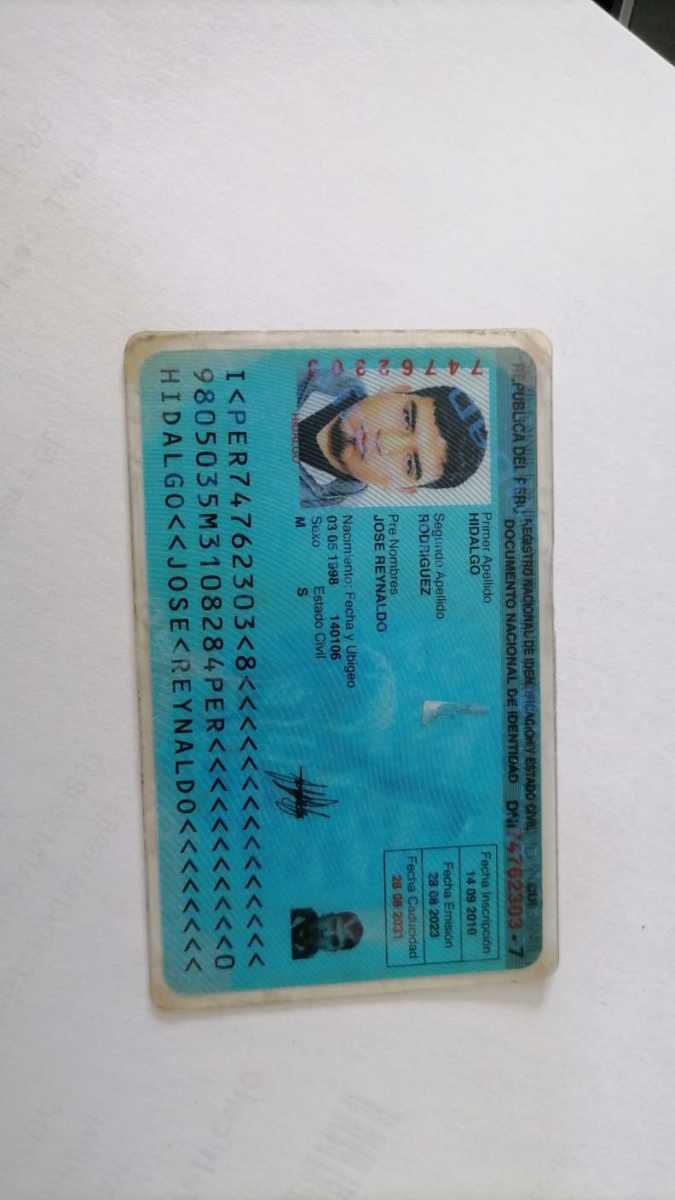 REPUBLICA DEL PERU REGISTRO NACIONAL DE IDENTIFICACION Y ESTADO CIVIL
DOCUMENTO NACIONAL DE IDENTIDAD DNI 74762303 - 7
CUI
74762303
Primer Apellido
HIDALGO
Segundo Apellido
RODRIGUEZ
Pre Nombres
JOSE REYNALDO
Nacimiento: Fecha y Ubigeo
03 05 1998 140106
Sexo Estado Civil
M S
Fecha Inscripción
14 09 2010
Fecha Emisión
28 08 2023
Fecha Caducidad
28 08 2031
HIDALGO
I<PER74762303<8<<<<<<<<<<<<<<<
9805035M3108284PER<<<<<<<<<<<0
HIDALGO<<JOSE<REYNALDO<<<<<<<<